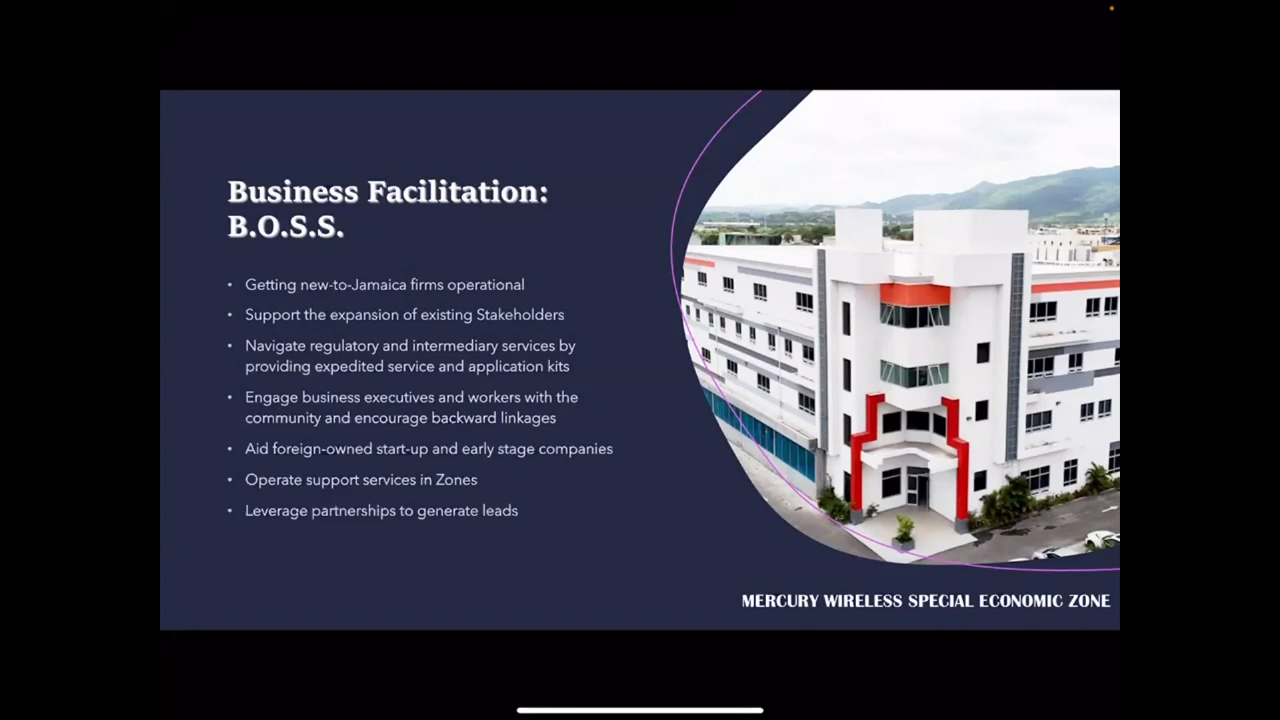 Business Facilitation:
B.O.S.S.
• Getting new-to-Jamaica firms operational
• Support the expansion of existing Stakeholders
• Navigate regulatory and intermediary services by
providing expedited service and application kits
• Engage business executives and workers with the
community and encourage backward linkages
• Aid foreign-owned start-up and early stage companies
• Operate support services in Zones
• Leverage partnerships to generate leads
MERCURY WIRELESS SPECIAL ECONOMIC ZONE